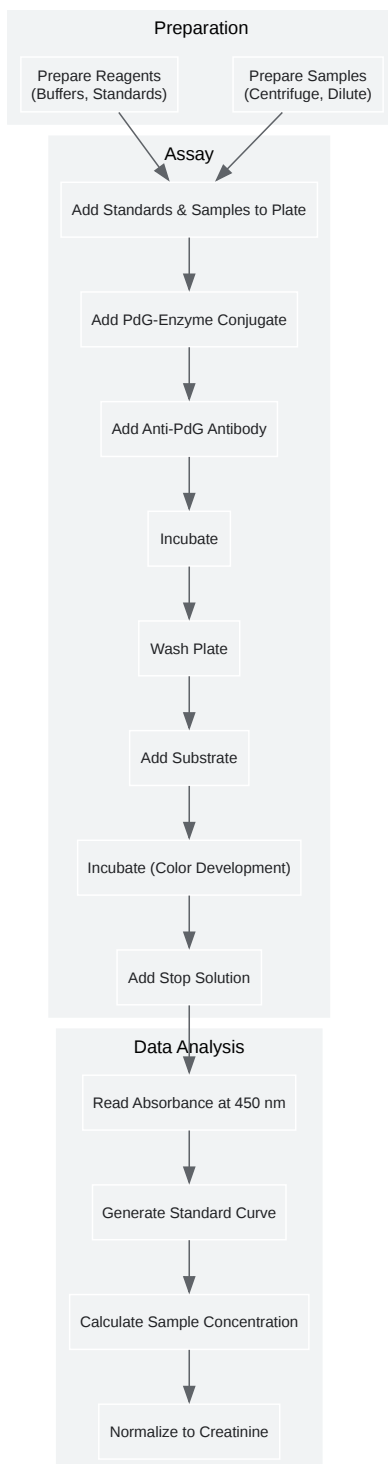 Preparation
Prepare Reagents
(Buffers, Standards)
Prepare Samples
(Centrifuge, Dilute)
Assay
Add Standards & Samples to Plate
Add PdG-Enzyme Conjugate
Add Anti-PdG Antibody
Incubate
Wash Plate
Add Substrate
Incubate (Color Development)
Add Stop Solution
Data Analysis
Read Absorbance at 450 nm
Generate Standard Curve
Calculate Sample Concentration
Normalize to Creatinine